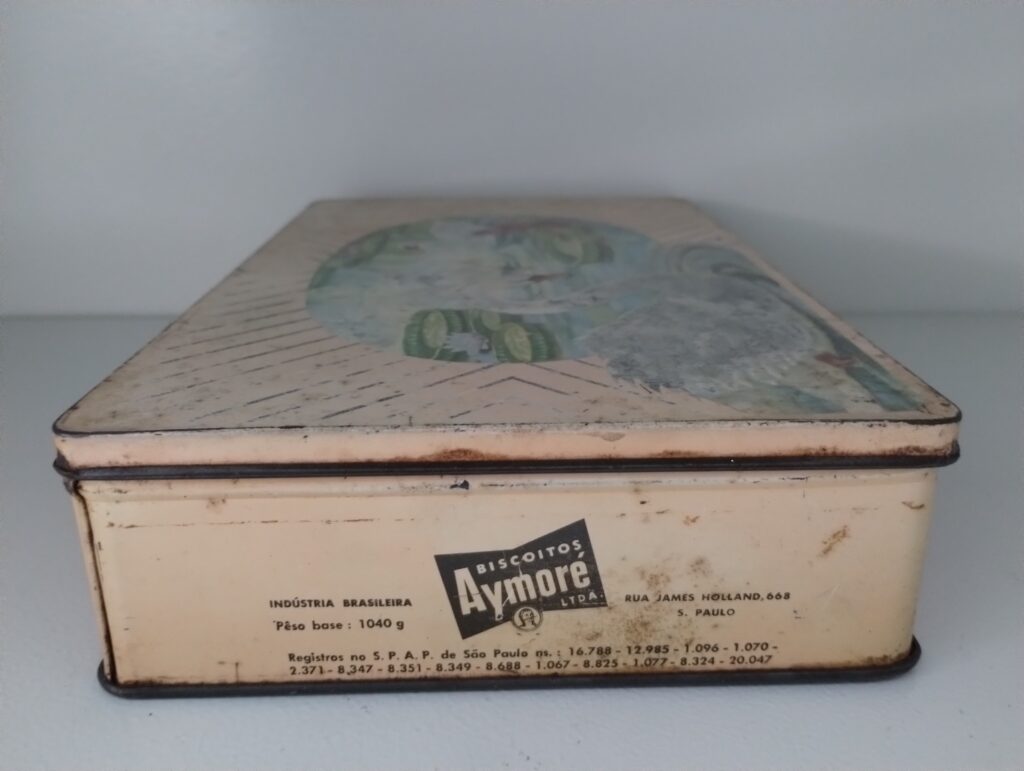 BISCOITOS
Aymoré
LTDA.
INDÚSTRIA BRASILEIRA
Pêso base : 1040 g
RUA JAMES HOLLAND, 668
S. PAULO
Registros no S. P. A. P. de São Paulo ns. : 16.788 - 12.985 - 1.096 - 1.070 -
2.371 - 8.347 - 8.351 - 8.349 - 8.688 - 1.067 - 8.825 - 1.077 - 8.324 - 20.047